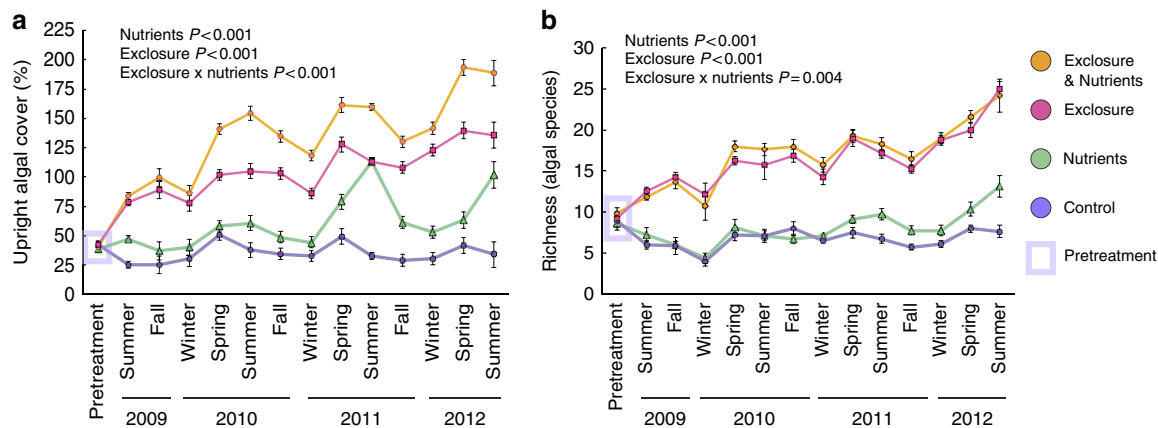 a
Upright algal cover (%)
225
200
175
150
125
100
75
50
25
0
Nutrients P<0.001
Exclosure P<0.001
Exclosure x nutrients P<0.001
Pretreatment
Summer
Fall
Winter
Spring
Summer
Fall
Winter
Spring
Summer
Fall
Winter
Spring
Summer
2009
2010
2011
2012
b
Richness (algal species)
30
25
20
15
10
5
0
Nutrients P<0.001
Exclosure P<0.001
Exclosure x nutrients P=0.004
Pretreatment
Summer
Fall
Winter
Spring
Summer
Fall
Winter
Spring
Summer
Fall
Winter
Spring
Summer
2009
2010
2011
2012
Exclosure
& Nutrients
Exclosure
Nutrients
Control
Pretreatment